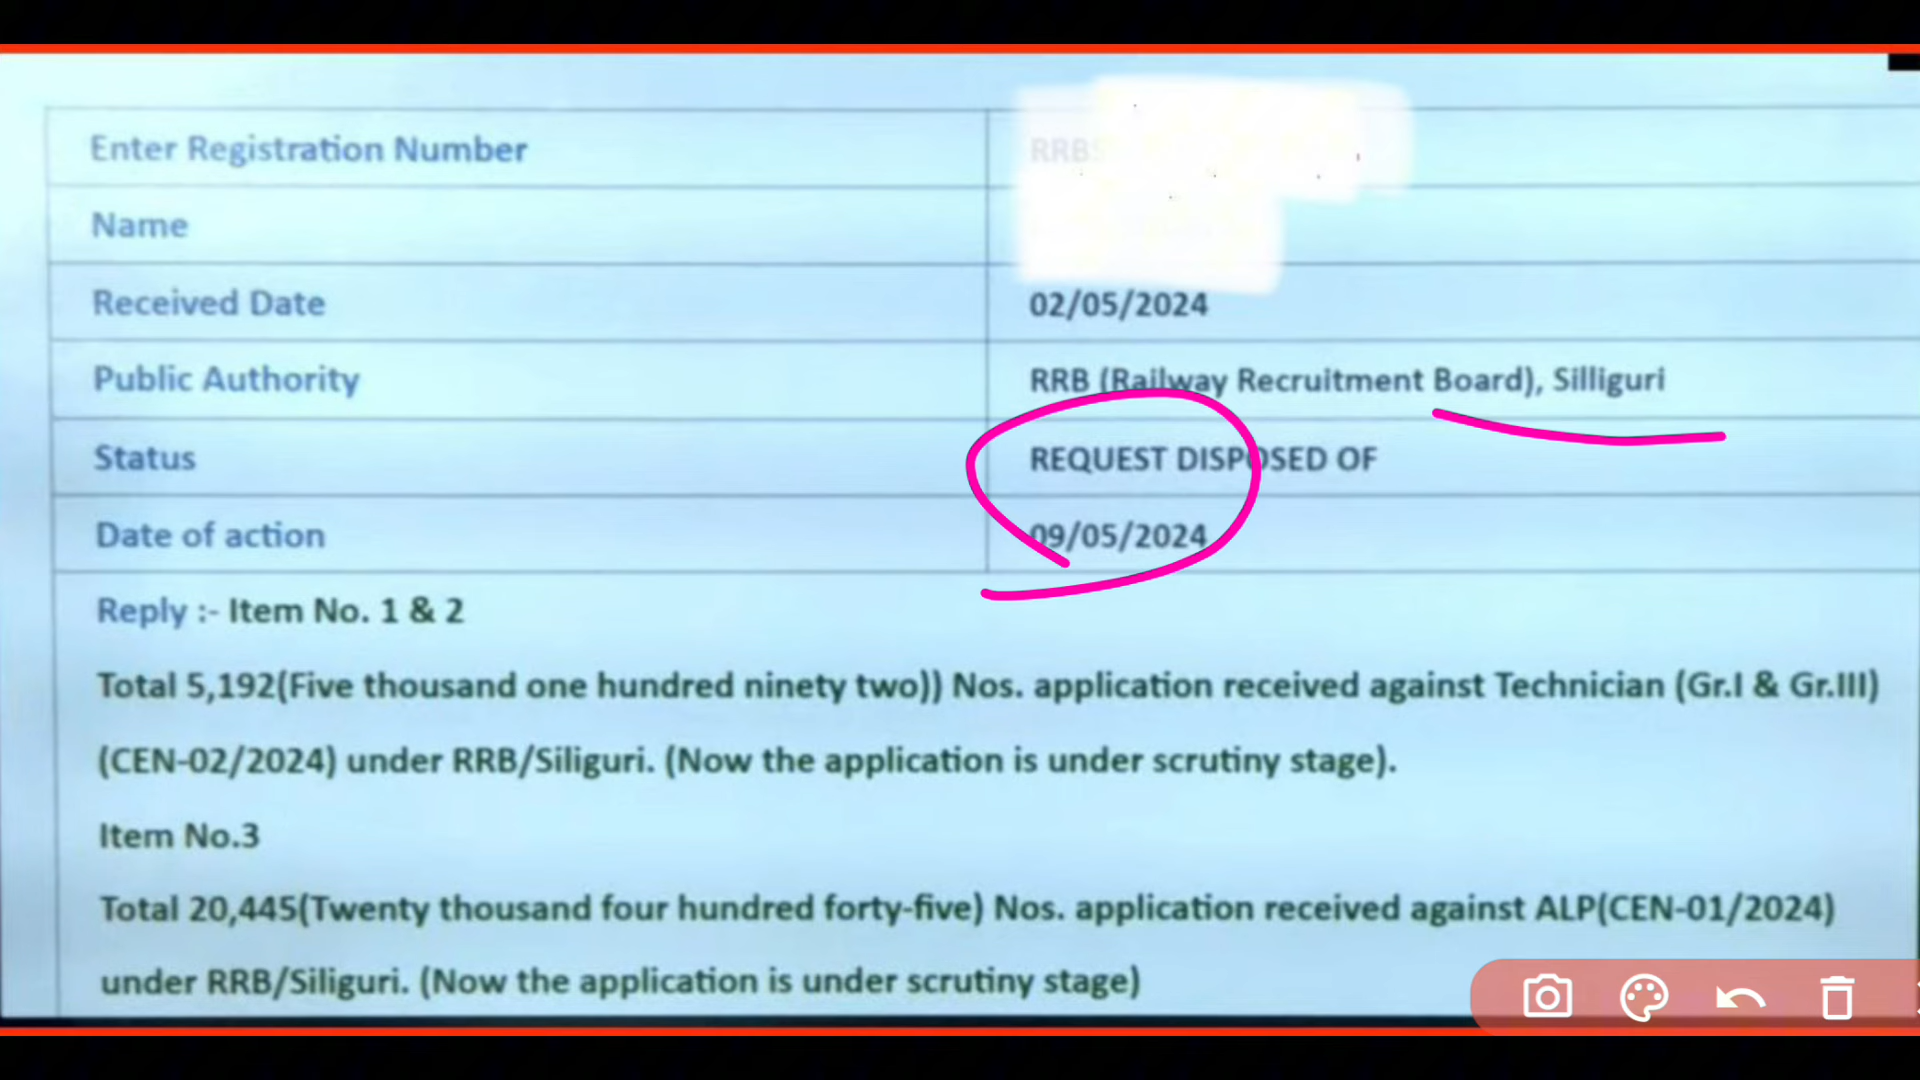 Enter Registration Number RRBS
Name
Received Date 02/05/2024
Public Authority RRB (Railway Recruitment Board), Silliguri
Status REQUEST DISPOSED OF
Date of action 09/05/2024
Reply :- Item No. 1 & 2
Total 5,192(Five thousand one hundred ninety two)) Nos. application received against Technician (Gr.I & Gr.III)
(CEN-02/2024) under RRB/Siliguri. (Now the application is under scrutiny stage).
Item No.3
Total 20,445(Twenty thousand four hundred forty-five) Nos. application received against ALP(CEN-01/2024)
under RRB/Siliguri. (Now the application is under scrutiny stage)